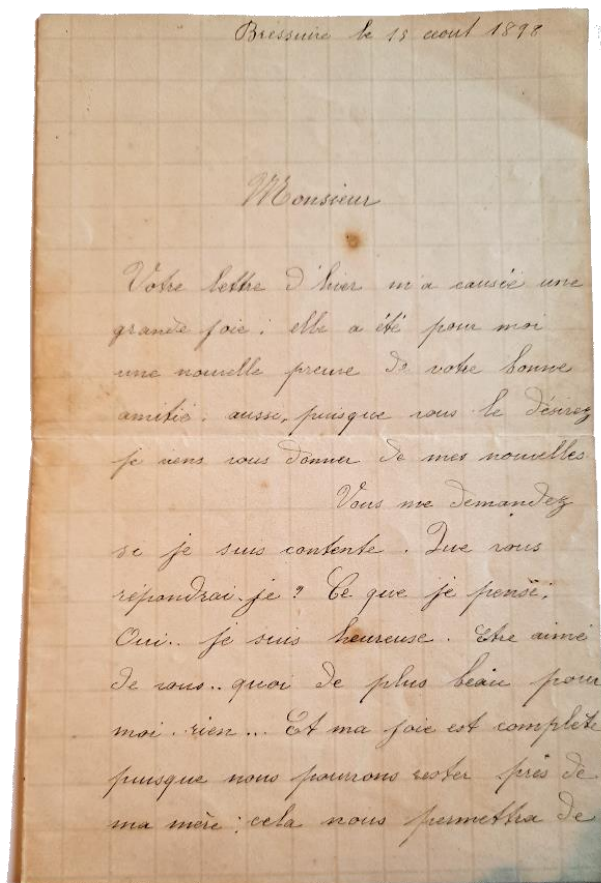 Bressuire le 15 aout 1898
Monsieur
Votre lettre d'hier m'a causée une
grande joie ; elle a été pour moi
une nouvelle preuve de votre bonne
amitié. aussi, puisque vous le désirez
je viens vous donner de mes nouvelles
Vous me demandez
si je suis contente. Que vous
répondrai-je ? Ce que je pense.
Oui.. je suis heureuse. Etre aimé
de vous.. quoi de plus beau pour
moi. rien... Et ma joie est complète
puisque nous pourrons rester près de
ma mère ; cela nous permettra de